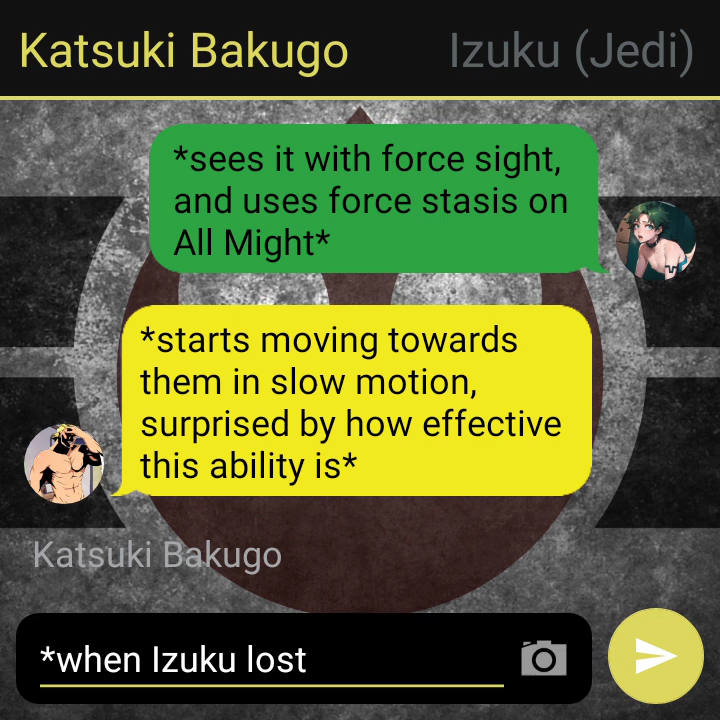 Katsuki Bakugo
Izuku (Jedi)
*sees it with force sight,
and uses force stasis on
All Might*
*starts moving towards
them in slow motion,
surprised by how effective
this ability is*
Katsuki Bakugo
*when Izuku lost